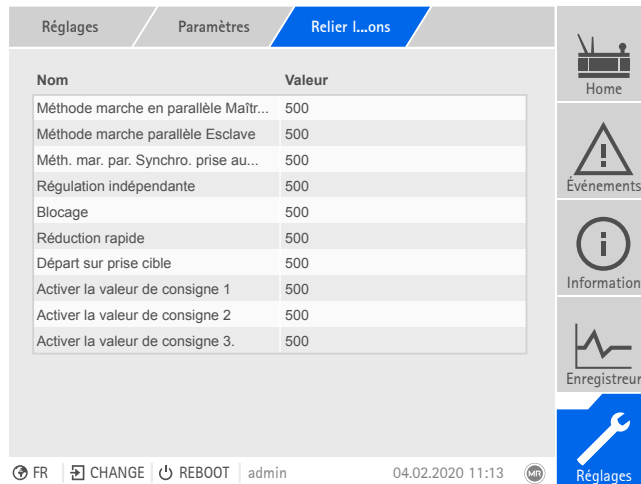 Réglages
Paramètres
Relier l...ons
Nom Valeur
Méthode marche en parallèle Maîtr... 500
Méthode marche parallèle Esclave 500
Méth. mar. par. Synchro. prise au... 500
Régulation indépendante 500
Blocage 500
Réduction rapide 500
Départ sur prise cible 500
Activer la valeur de consigne 1 500
Activer la valeur de consigne 2 500
Activer la valeur de consigne 3. 500
Home
Événements
Information
Enregistreur
Réglages
FR CHANGE REBOOT admin 04.02.2020 11:13 MR